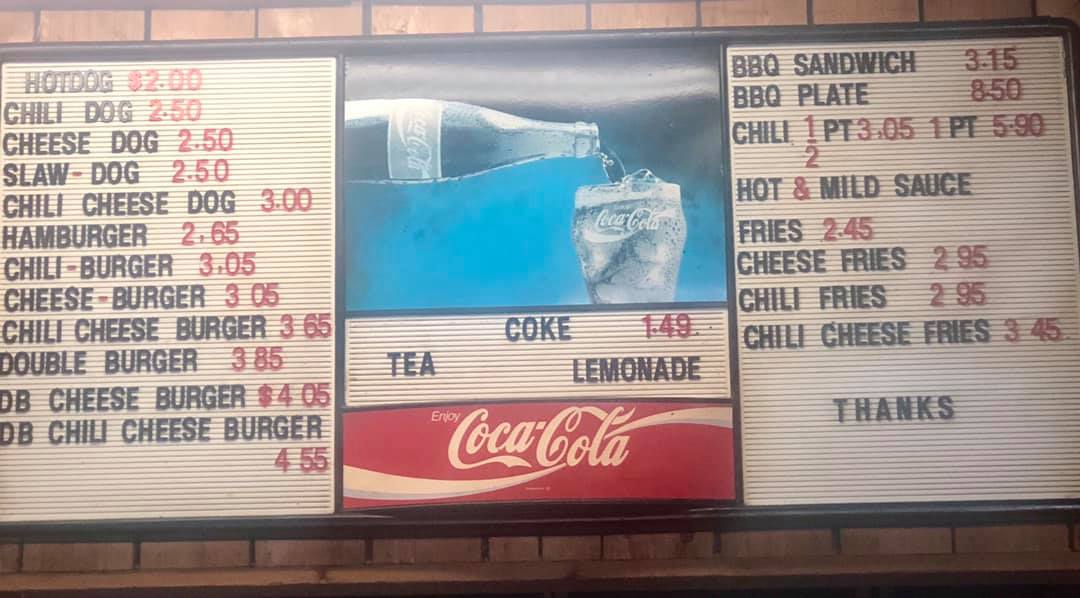 HOTDOG $2.00
CHILI DOG 2.50
CHEESE DOG 2.50
SLAW-DOG 2.50
CHILI CHEESE DOG 3.00
HAMBURGER 2.65
CHILI-BURGER 3.05
CHEESE-BURGER 3 05
CHILI CHEESE BURGER 3 65
DOUBLE BURGER 3 85
DB CHEESE BURGER $4 05
DB CHILI CHEESE BURGER
4 55
Coca-Cola
Coca-Cola
COKE 1.49
TEA LEMONADE
Enjoy
Coca-Cola
BBQ SANDWICH 3.15
BBQ PLATE 8.50
CHILI 1/2 PT 3.05 1 PT 5.90
HOT & MILD SAUCE
FRIES 2.45
CHEESE FRIES 2 95
CHILI FRIES 2 95
CHILI CHEESE FRIES 3 45
THANKS